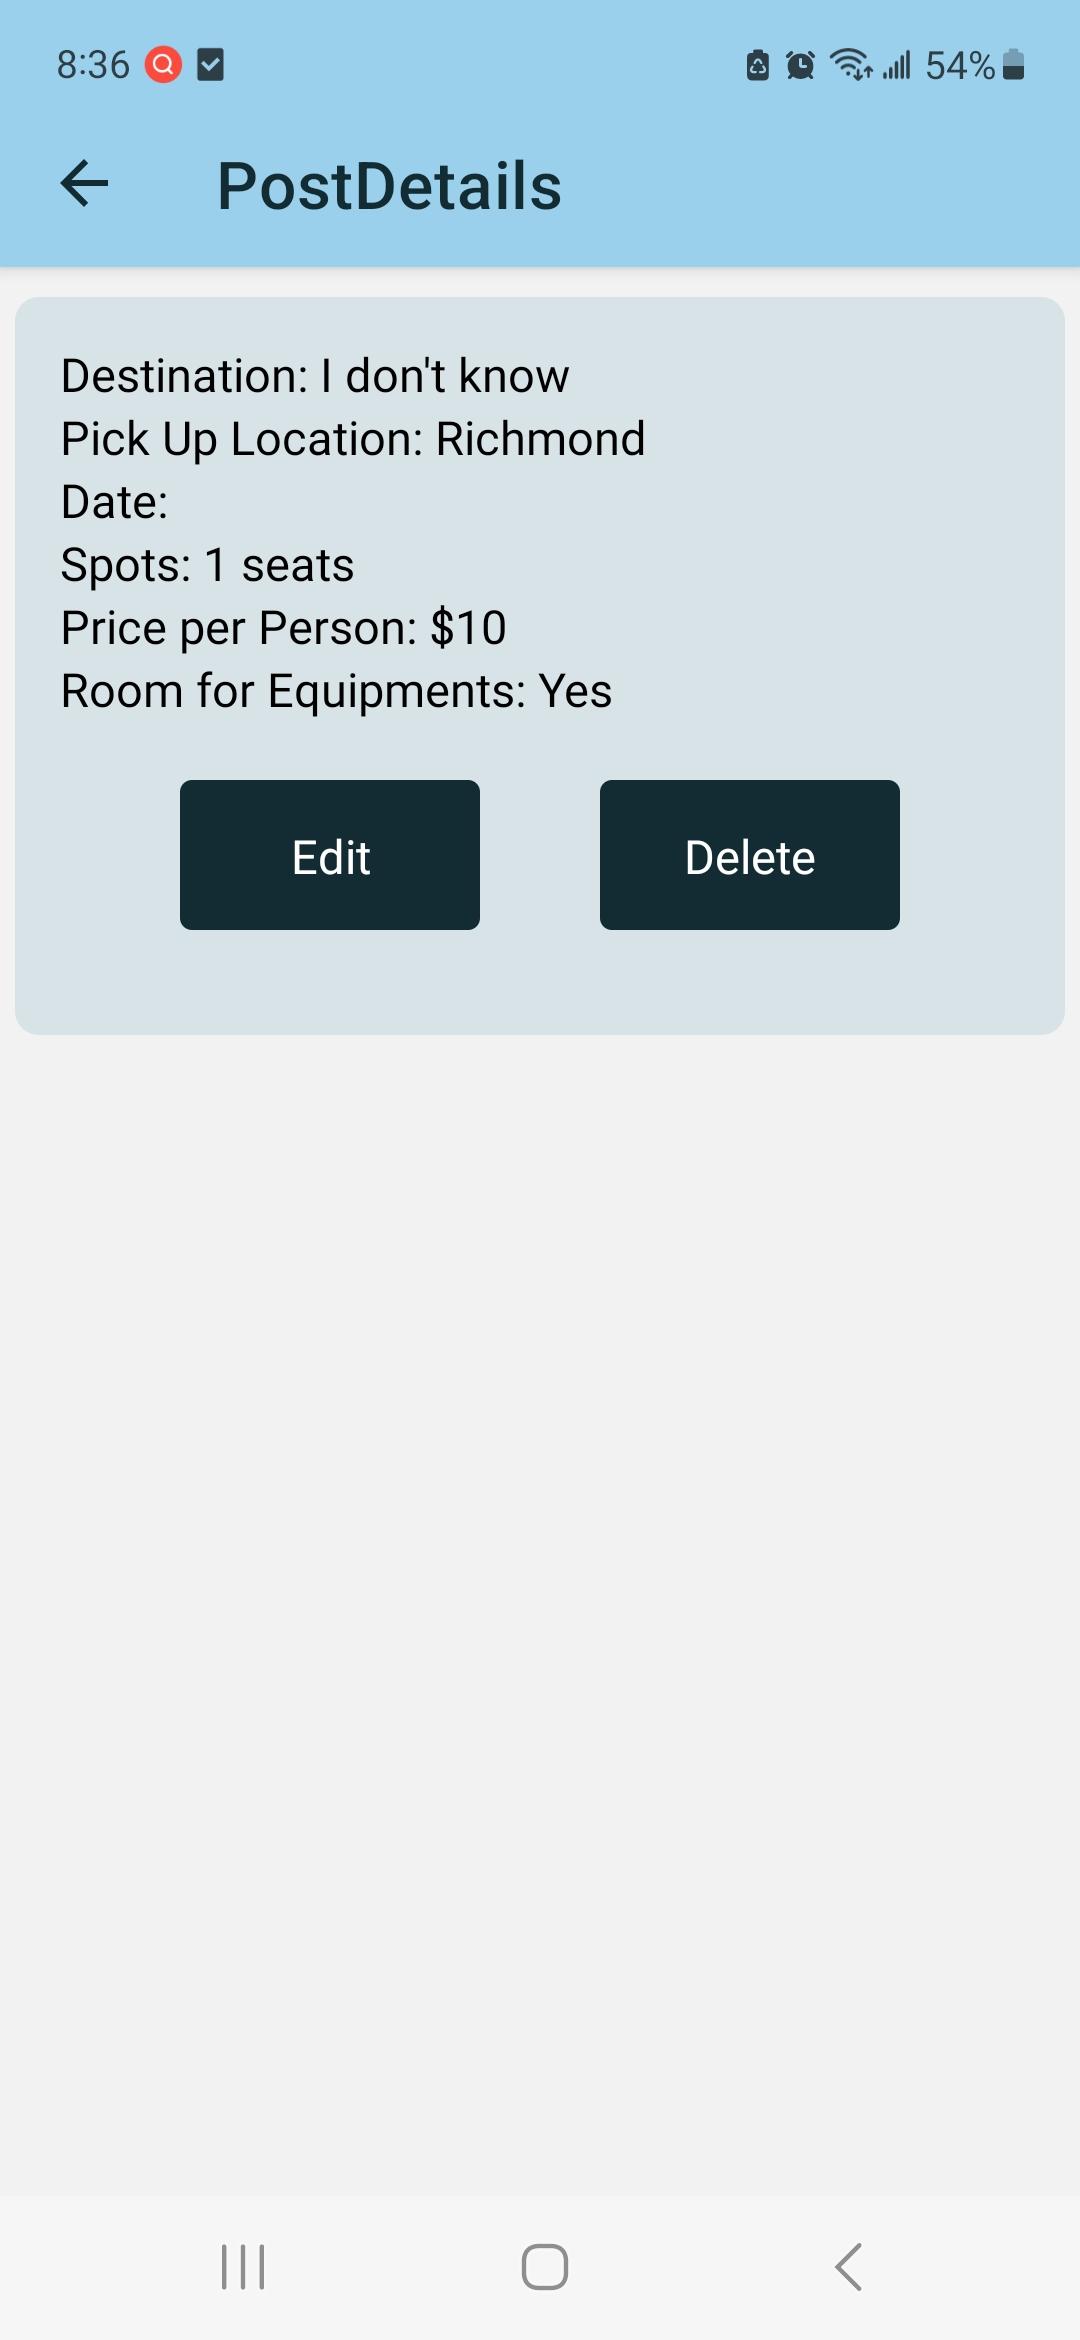 8:36 54%
PostDetails
Destination: I don't know
Pick Up Location: Richmond
Date:
Spots: 1 seats
Price per Person: $10
Room for Equipments: Yes
Edit Delete